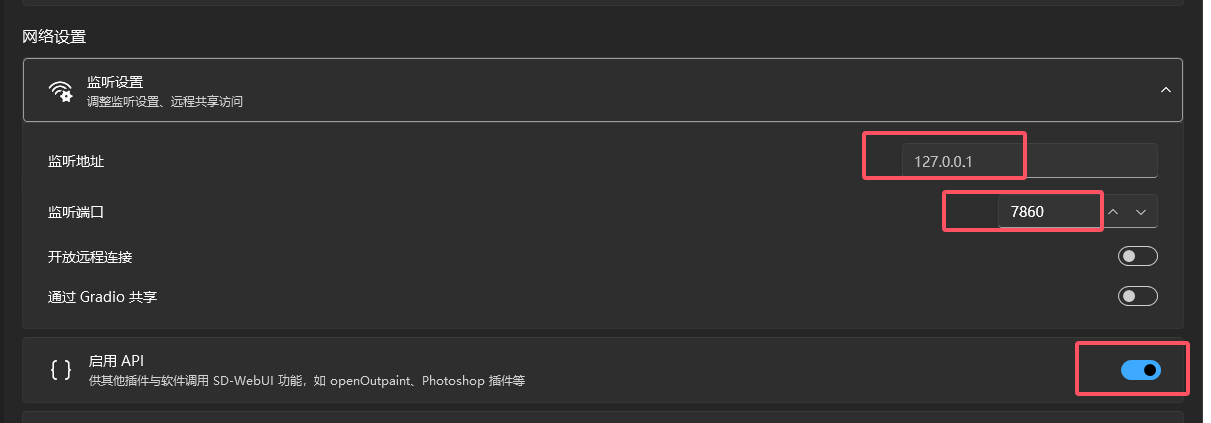 网络设置
监听设置
调整监听设置、远程共享访问
监听地址
127.0.0.1
监听端口
7860
开放远程连接
通过 Gradio 共享
启用 API
供其他插件与软件调用 SD-WebUI 功能，如 openOutpaint、Photoshop 插件等